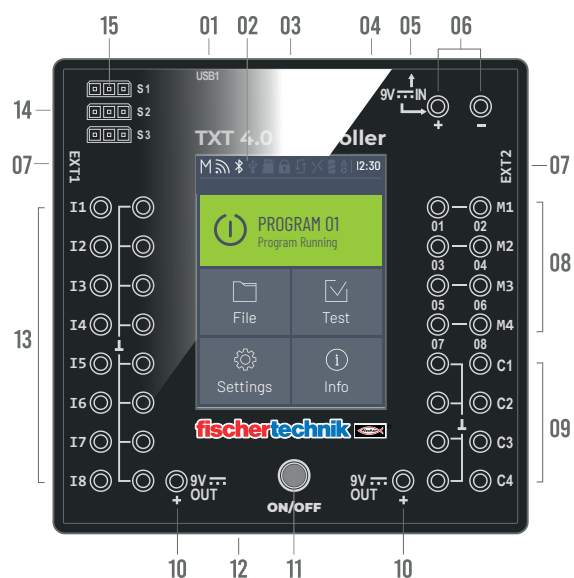 15 01 02 03 04 05 06
USB1
9V IN
+ -
S1
S2
S3
14
TXT 4.0 Controller
07 EXT1
EXT2 07
M 12:30
PROGRAM 01
Program Running
File Test
Settings Info
fischertechnik
I1
I2
I3
I4
I5
I6
I7
I8
13
M1
01 02
M2
03 04
M3
05 06
M4
07 08
08
C1
C2
C3
C4
09
9V
OUT
+
ON/OFF
9V
OUT
+
10 12 11 10